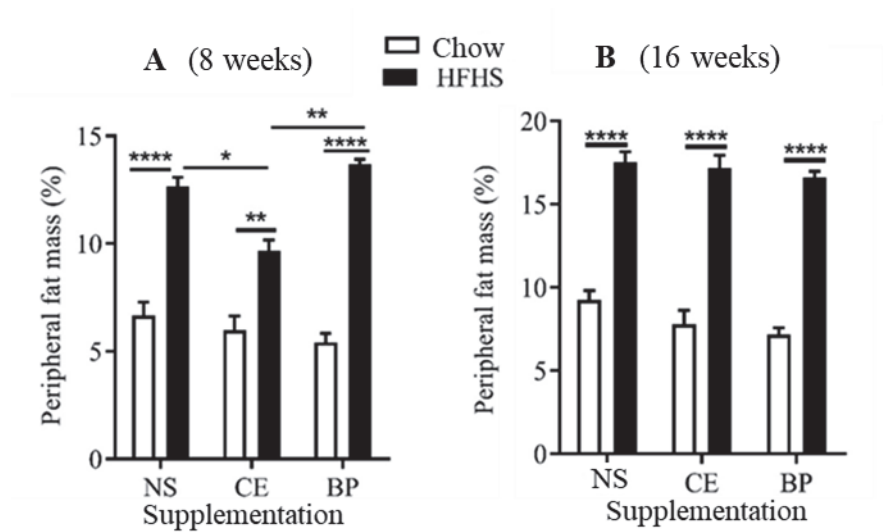 A (8 weeks)
Chow
HFHS
B (16 weeks)
Peripheral fat mass (%)
15
10
5
0
****
*
**
**
****
NS CE BP
Supplementation
Peripheral fat mass (%)
20
15
10
5
0
**** **** ****
NS CE BP
Supplementation